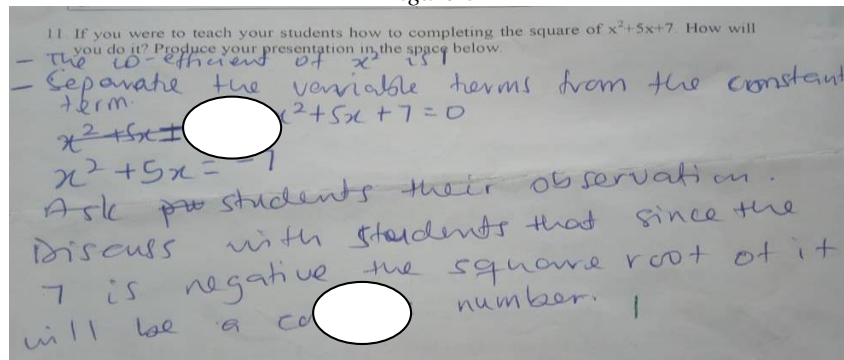 11. If you were to teach your students how to completing the square of x²+5x+7. How will
you do it? Produce your presentation in the space below.
- The co-efficient of x² is 1
- Separate the variable terms from the constant
term.
x² + 5x ± x² + 5x + 7 = 0
x² + 5x = -7
Ask students their observation.
Discuss with students that since the
7 is negative the square root of it
will be a number. 1